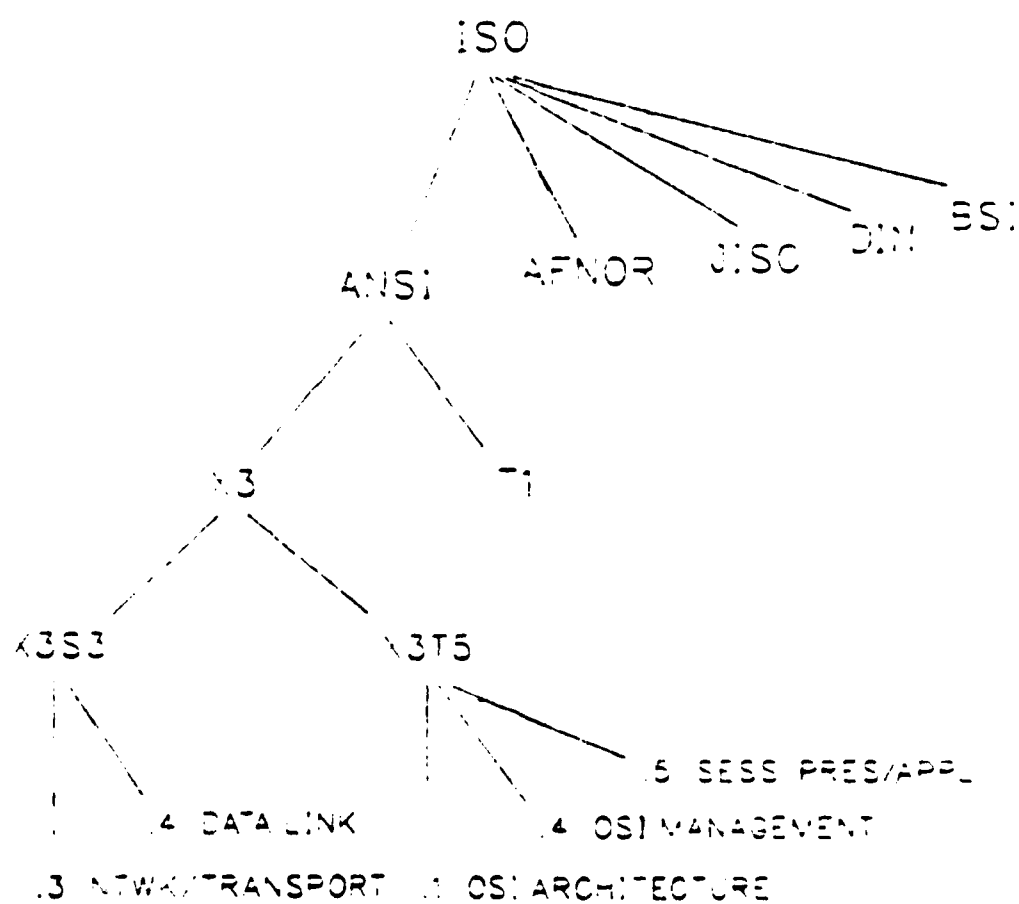 ISO
BSI
DIN
JISC
AFNOR
ANSI
X3
T1
X3S3
X3T5
.5 SESS PRES/APPL
.4 DATA LINK
.4 OSI MANAGEMENT
.3 NTWK/TRANSPORT
.1 OSI ARCHITECTURE